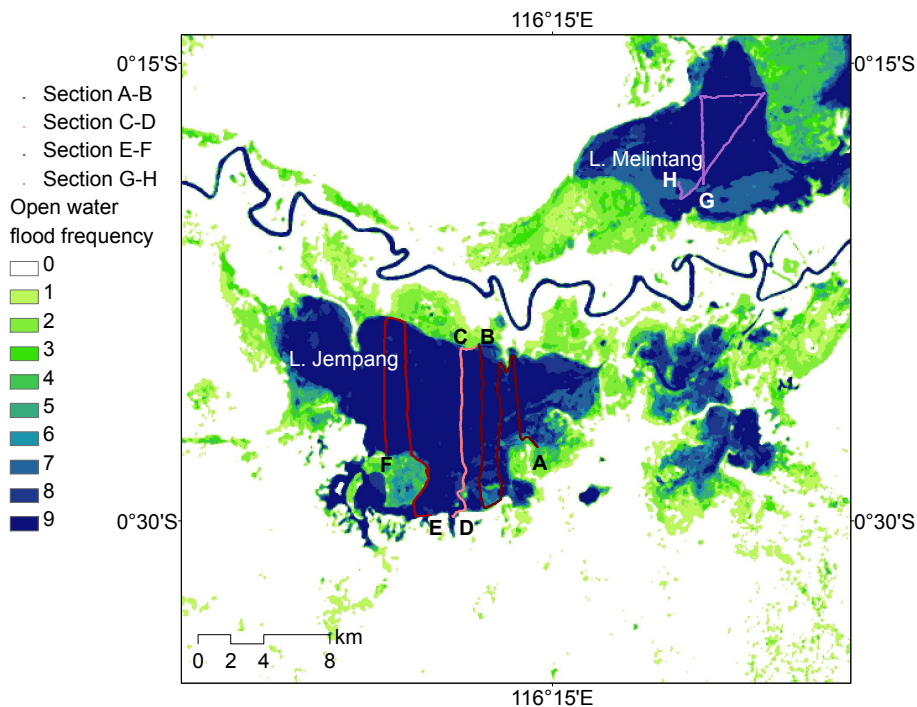 116°15'E
0°15'S
0°15'S
Section A-B
Section C-D
Section E-F
Section G-H
Open water
flood frequency
0
1
2
3
4
5
6
7
8
9
L. Melintang
H
G
C B
L. Jempang
F
A
E D
0°30'S
0°30'S
km
0 2 4 8
116°15'E